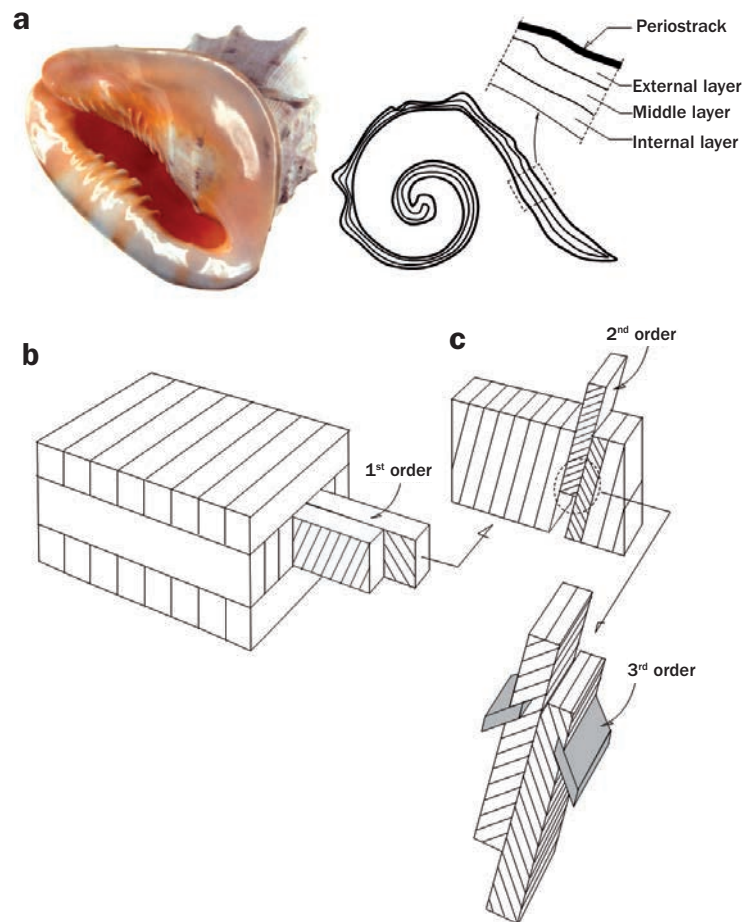 a
Periostrack
External layer
Middle layer
Internal layer
b
1st order
c
2nd order
3rd order